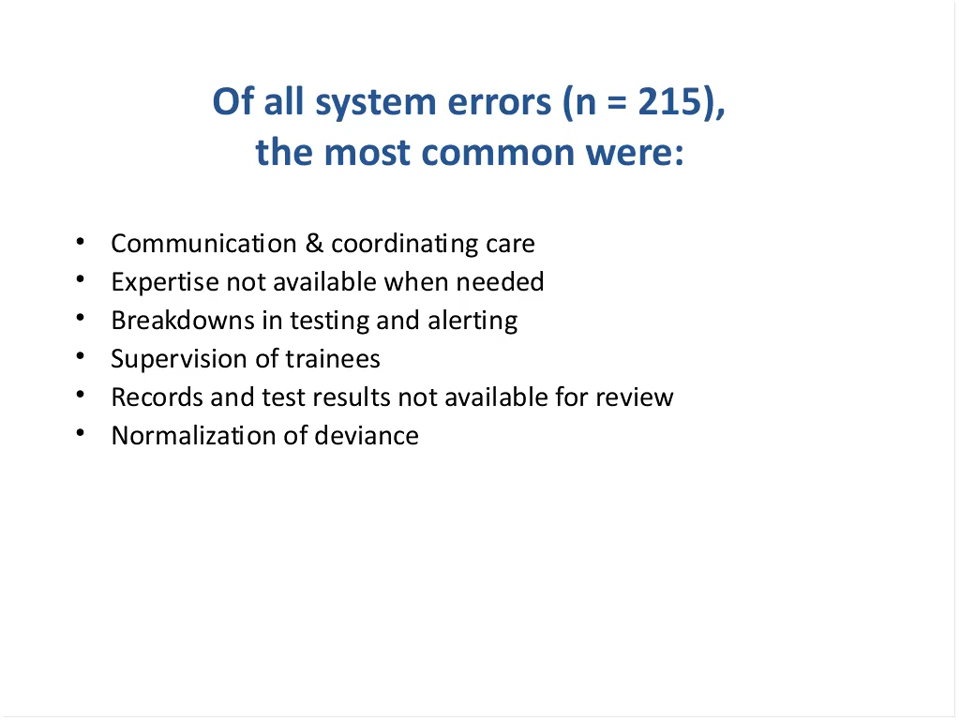 Of all system errors (n = 215),
the most common were:
• Communication & coordinating care
• Expertise not available when needed
• Breakdowns in testing and alerting
• Supervision of trainees
• Records and test results not available for review
• Normalization of deviance